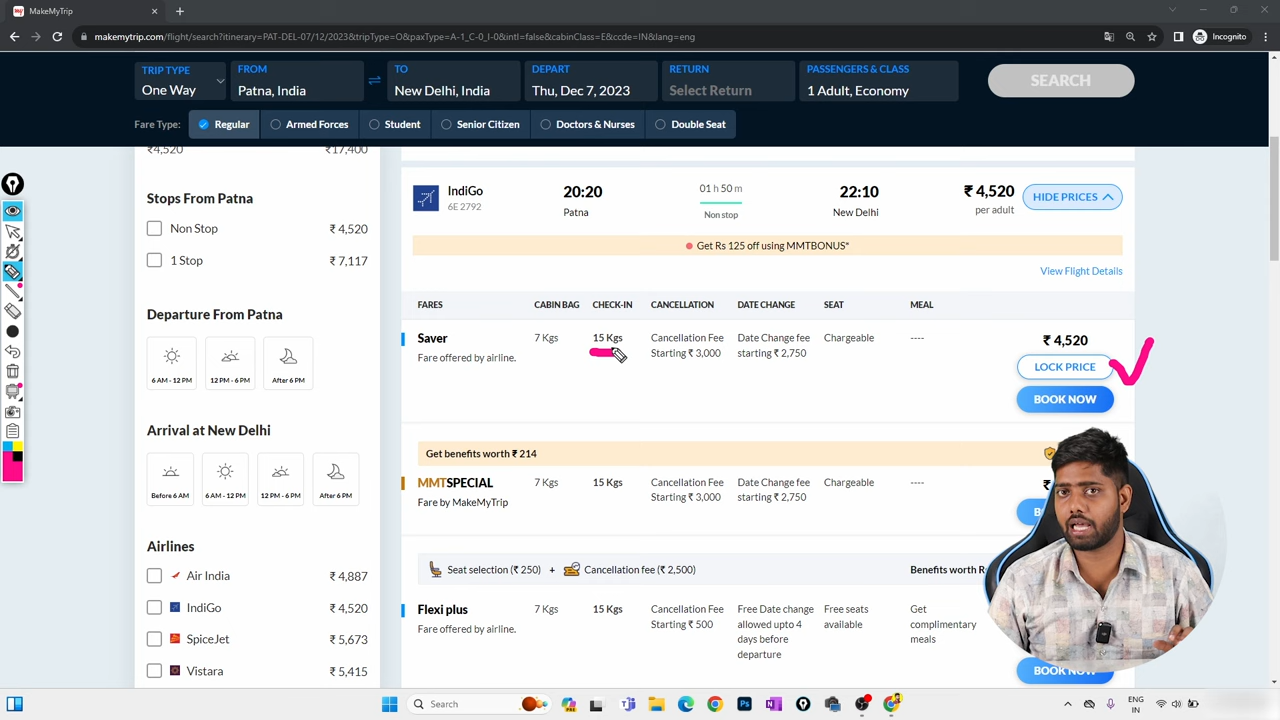 MakeMyTrip
makemytrip.com/flight/search?itinerary=PAT-DEL-07/12/2023&tripType=O&paxType=A-1_C-0_I-0&intl=false&cabinClass=E&ccde=IN&lang=eng
Incognito
TRIP TYPE
One Way
FROM
Patna, India
TO
New Delhi, India
DEPART
Thu, Dec 7, 2023
RETURN
Select Return
PASSENGERS & CLASS
1 Adult, Economy
SEARCH
Fare Type:
Regular
Armed Forces
Student
Senior Citizen
Doctors & Nurses
Double Seat
₹4,520 ₹17,400
Stops From Patna
Non Stop ₹ 4,520
1 Stop ₹ 7,117
Departure From Patna
6 AM - 12 PM
12 PM - 6 PM
After 6 PM
Arrival at New Delhi
Before 6 AM
6 AM - 12 PM
12 PM - 6 PM
After 6 PM
Airlines
Air India ₹ 4,887
IndiGo ₹ 4,520
SpiceJet ₹ 5,673
Vistara ₹ 5,415
IndiGo
6E 2792
20:20
Patna
01 h 50 m
Non stop
22:10
New Delhi
₹ 4,520
per adult
HIDE PRICES
Get Rs 125 off using MMTBONUS*
View Flight Details
FARES CABIN BAG CHECK-IN CANCELLATION DATE CHANGE SEAT MEAL
Saver
Fare offered by airline.
7 Kgs
15 Kgs
Cancellation Fee
Starting ₹ 3,000
Date Change fee
starting ₹ 2,750
Chargeable
----
₹ 4,520
LOCK PRICE
BOOK NOW
Get benefits worth ₹ 214
MMTSPECIAL
Fare by MakeMyTrip
7 Kgs
15 Kgs
Cancellation Fee
Starting ₹ 3,000
Date Change fee
starting ₹ 2,750
Chargeable
----
₹
Seat selection (₹ 250) + Cancellation fee (₹ 2,500)
Benefits worth
Flexi plus
Fare offered by airline.
7 Kgs
15 Kgs
Cancellation Fee
Starting ₹ 500
Free Date change
allowed upto 4
days before
departure
Free seats
available
Get
complimentary
meals
BOOK NOW
Search
ENG
IN